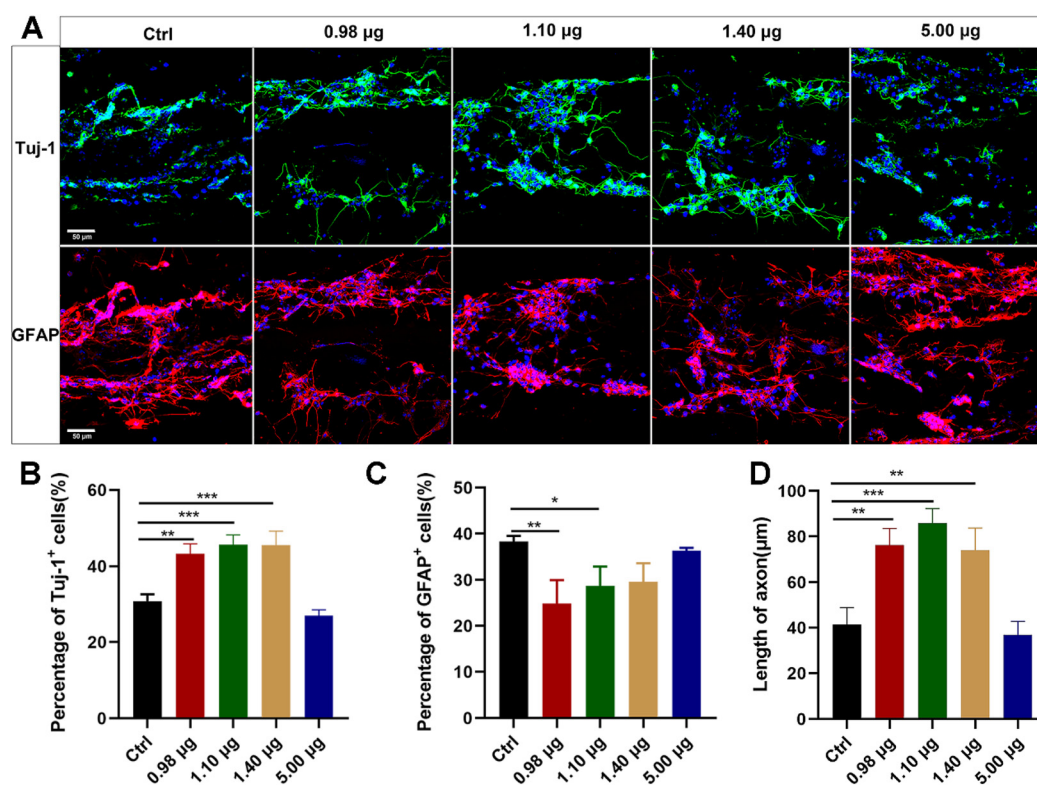 A
Ctrl 0.98 μg 1.10 μg 1.40 μg 5.00 μg
Tuj-1
50 μm
GFAP
50 μm
B
Percentage of Tuj-1+ cells(%)
60
40
20
0
***
***
**
Ctrl 0.98 μg 1.10 μg 1.40 μg 5.00 μg
C
Percentage of GFAP+ cells(%)
50
40
30
20
10
0
*
**
Ctrl 0.98 μg 1.10 μg 1.40 μg 5.00 μg
D
Length of axon(μm)
100
80
60
40
20
0
**
***
**
Ctrl 0.98 μg 1.10 μg 1.40 μg 5.00 μg